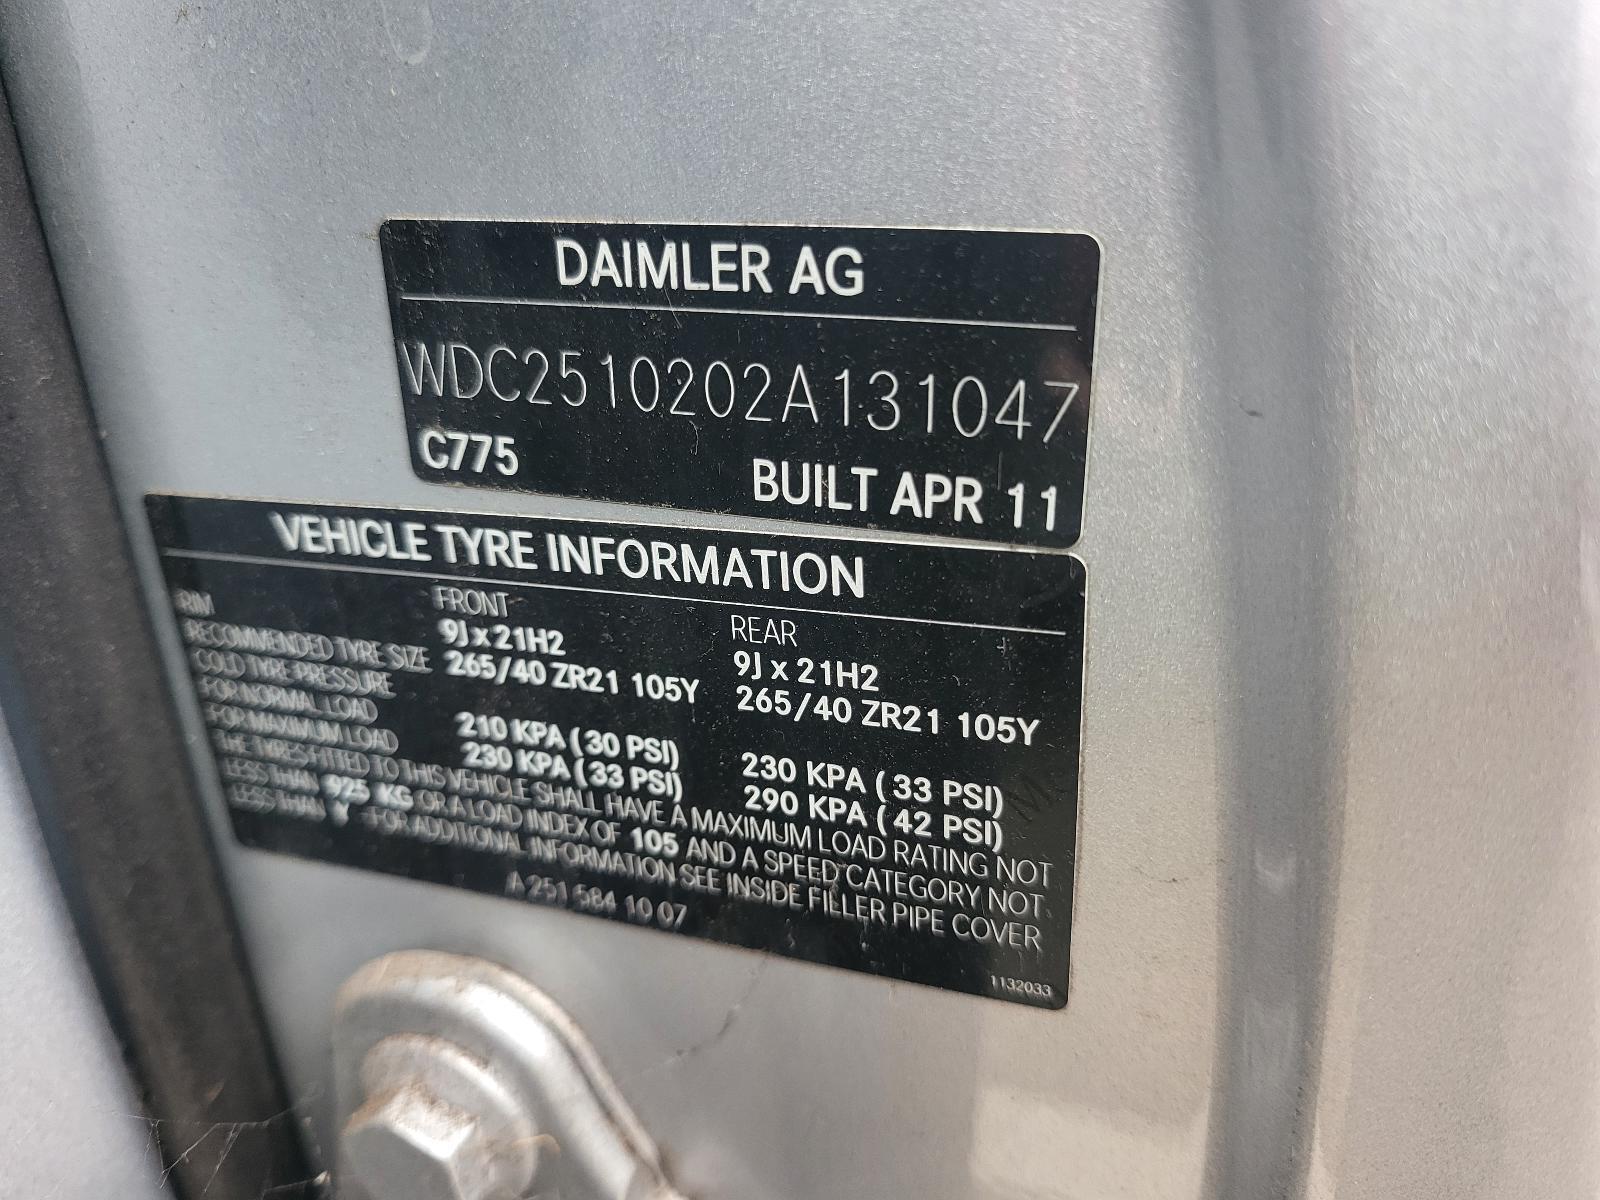 DAIMLER AG
WDC2510202A131047
C775 BUILT APR 11
VEHICLE TYRE INFORMATION
FRONT REAR
RIM 9J x 21H2 9J x 21H2
RECOMMENDED TYRE SIZE 265/40 ZR21 105Y 265/40 ZR21 105Y
COLD TYRE PRESSURE
FOR NORMAL LOAD 210 KPA ( 30 PSI) 230 KPA ( 33 PSI)
FOR MAXIMUM LOAD 230 KPA ( 33 PSI) 290 KPA ( 42 PSI)
THE TYRES FITTED TO THIS VEHICLE SHALL HAVE A MAXIMUM LOAD RATING NOT
LESS THAN 925 KG OR A LOAD INDEX OF 105 AND A SPEED CATEGORY NOT
LESS THAN Y FOR ADDITIONAL INFORMATION SEE INSIDE FILLER PIPE COVER
A 251 584 10 07
1132033